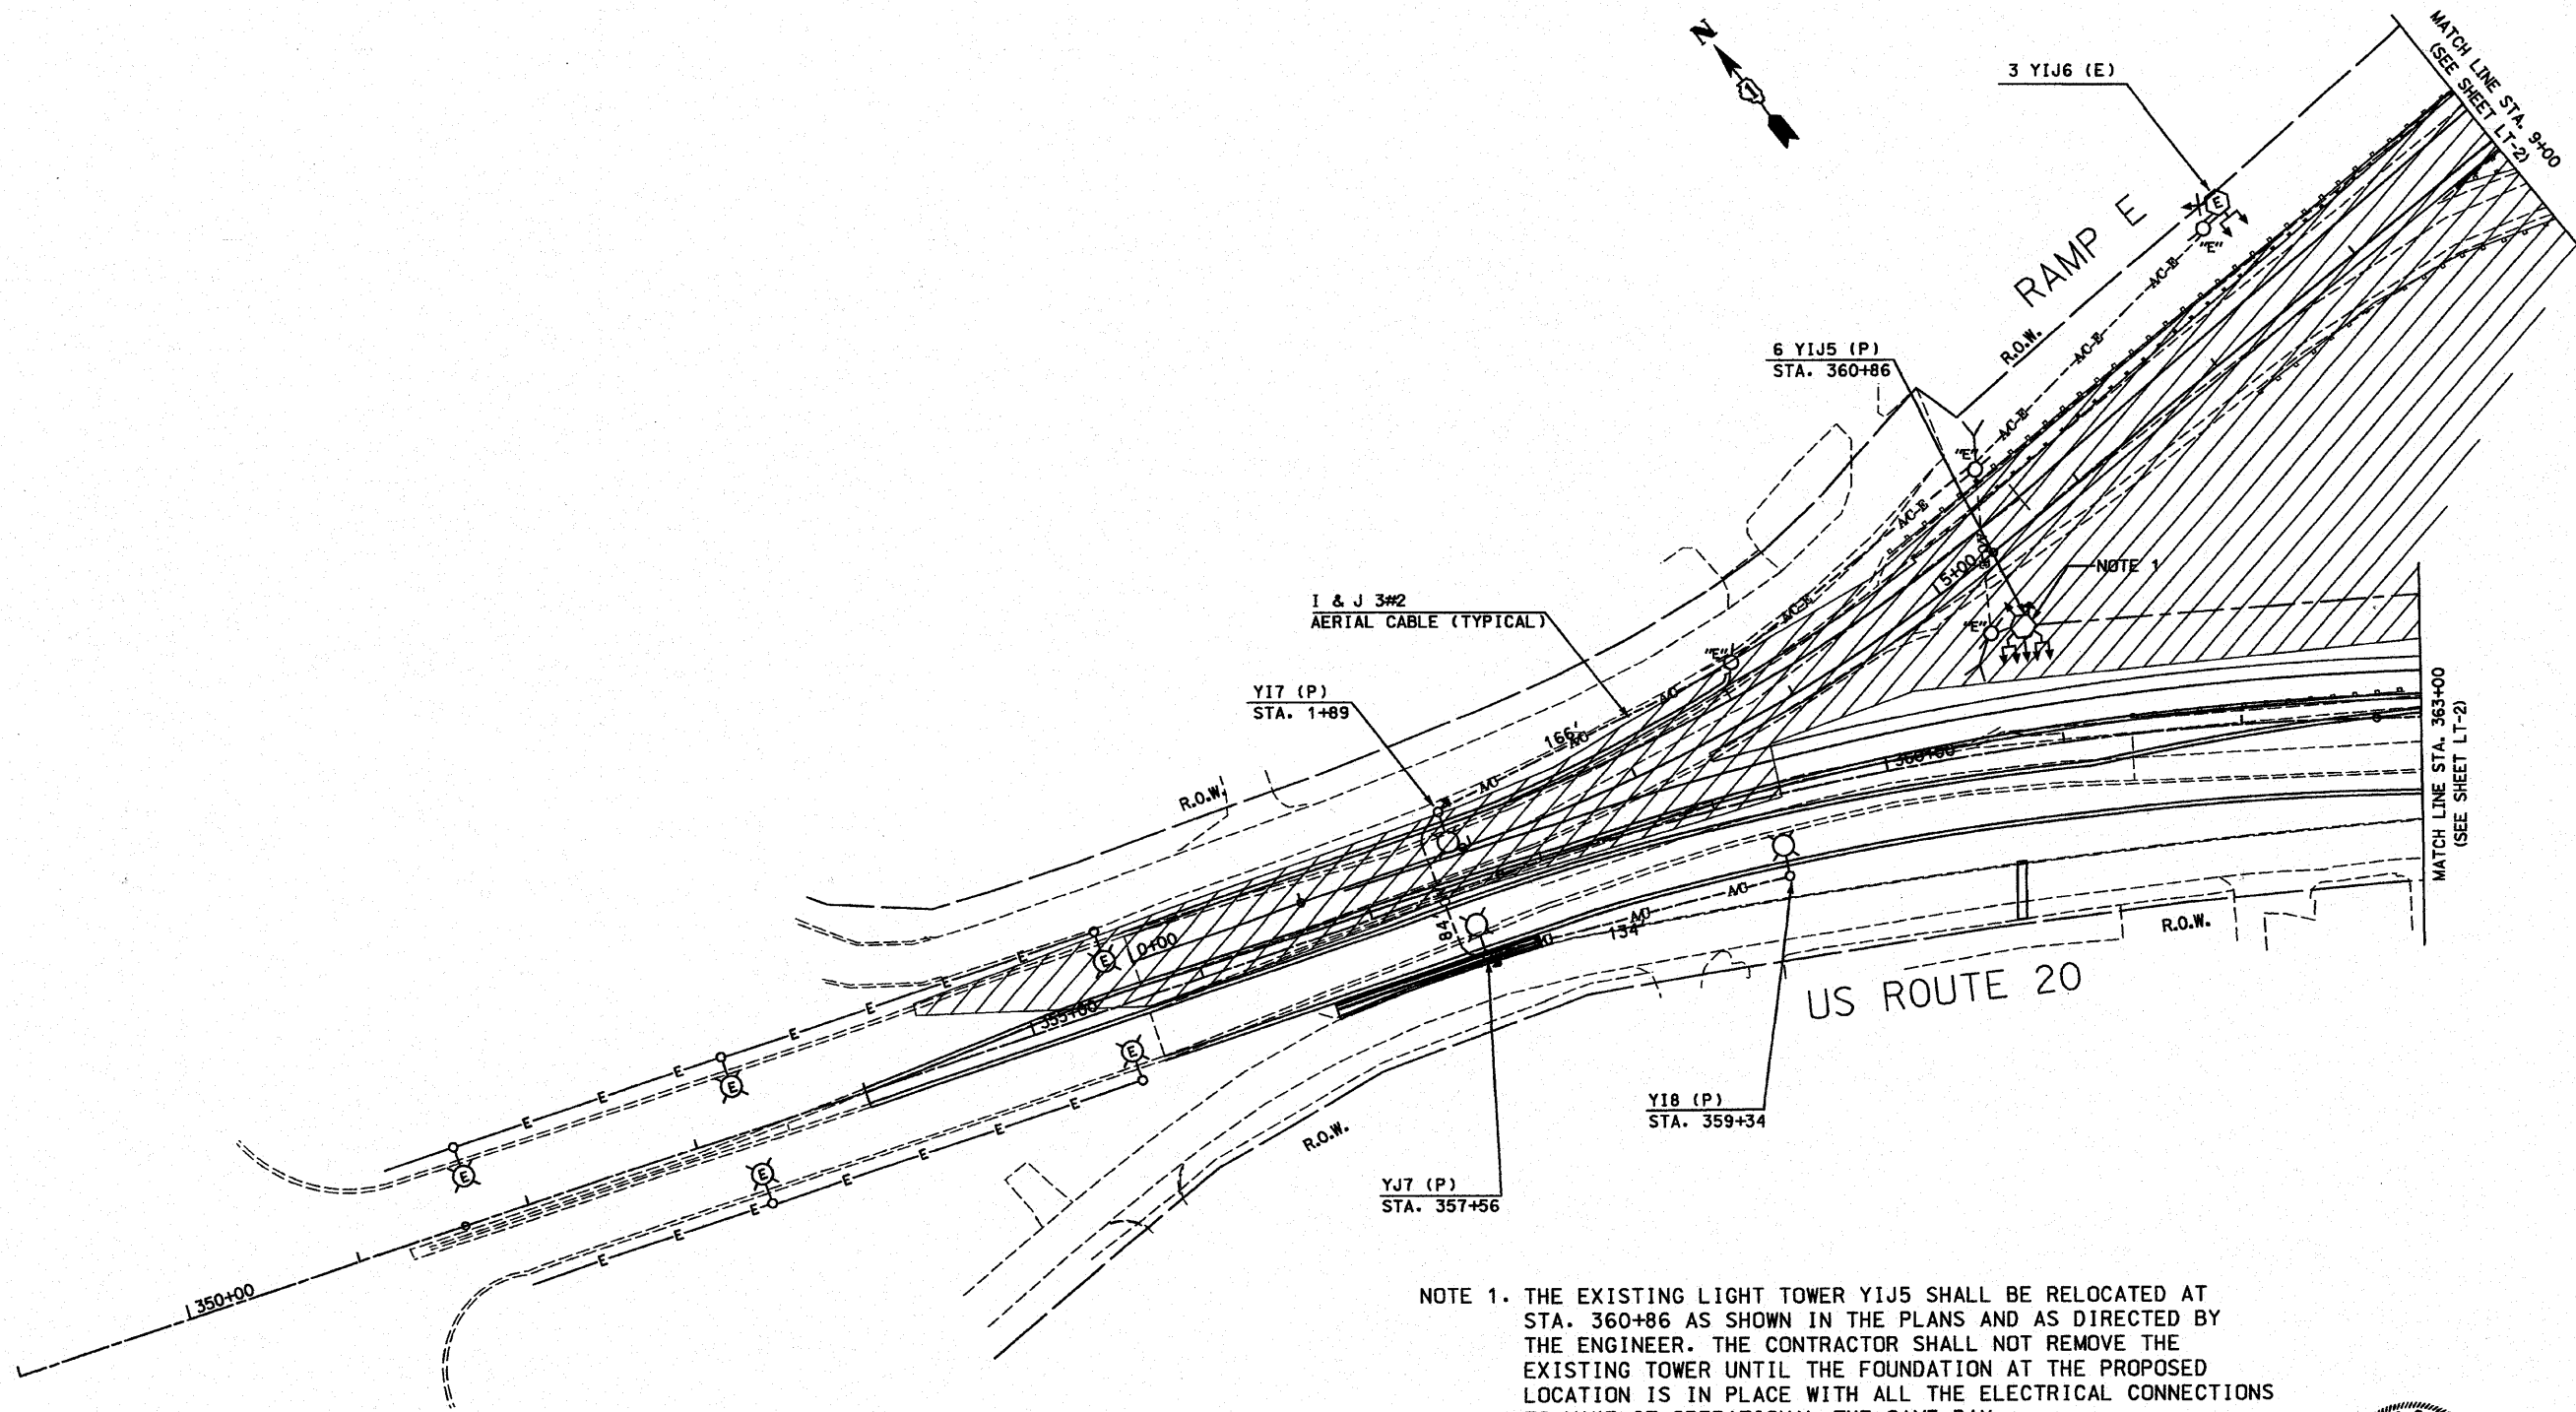 N
1
MATCH LINE STA. 9+00
(SEE SHEET LT-2)
3 YIJ6 (E)
E
"E"
RAMP E
A/C-E
A/C-E
R.O.W.
6 YIJ5 (P)
STA. 360+86
A/C-E
"E"
A/C-E
5+00
NOTE 1
A/C-E
"E"
I & J 3#2
AERIAL CABLE (TYPICAL)
"E"
YI7 (P)
STA. 1+89
A/C
166'
A/C
A/C
R.O.W.
360+00
MATCH LINE STA. 363+00
(SEE SHEET LT-2)
A/C
A/C
134'
84'
R.O.W.
0+00
E
E
E
E
E
355+00
US ROUTE 20
E
E
E
E
E
E
E
E
E
YI8 (P)
STA. 359+34
R.O.W.
E
E
E
E
E
YJ7 (P)
STA. 357+56
350+00
NOTE 1. THE EXISTING LIGHT TOWER YIJ5 SHALL BE RELOCATED AT
STA. 360+86 AS SHOWN IN THE PLANS AND AS DIRECTED BY
THE ENGINEER. THE CONTRACTOR SHALL NOT REMOVE THE
EXISTING TOWER UNTIL THE FOUNDATION AT THE PROPOSED
LOCATION IS IN PLACE WITH ALL THE ELECTRICAL CONNECTIONS